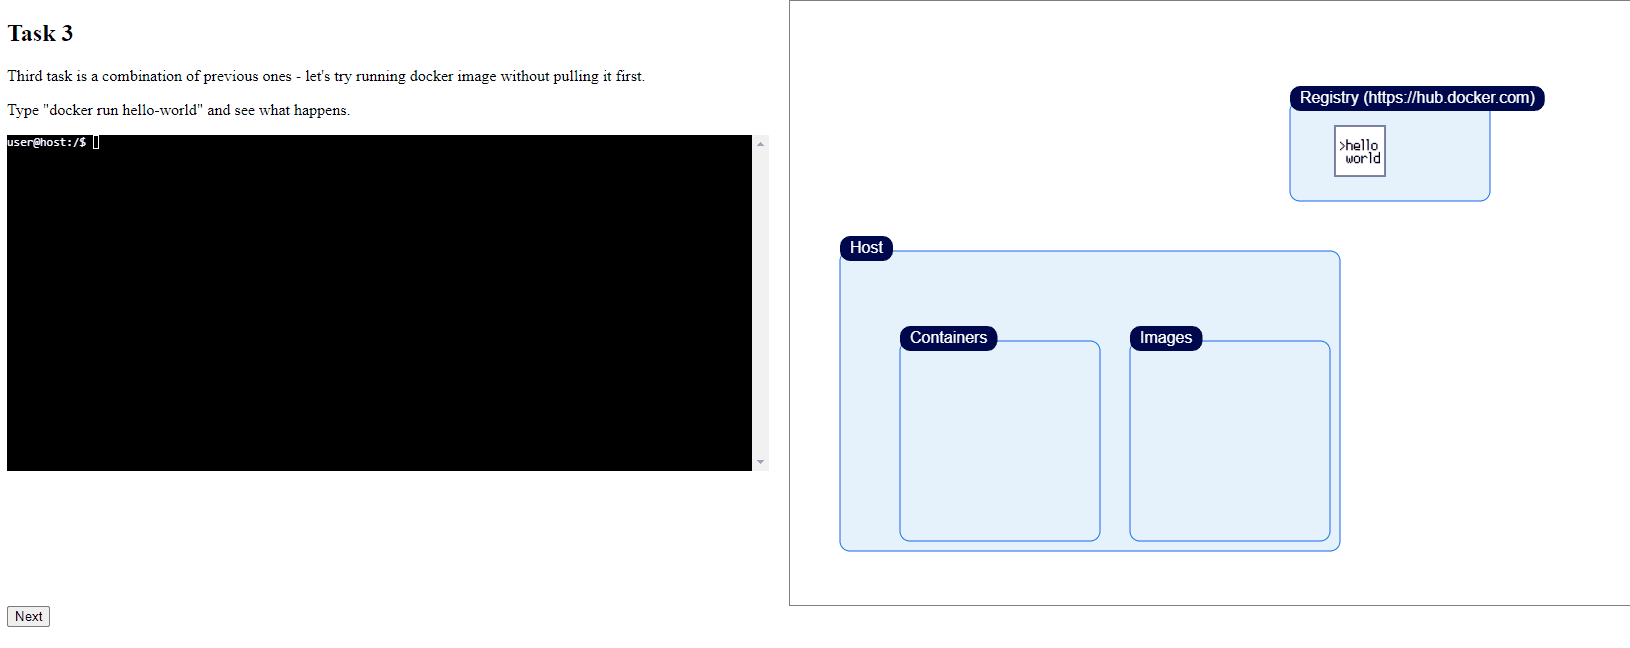 Task 3
Third task is a combination of previous ones - let's try running docker image without pulling it first.
Type "docker run hello-world" and see what happens.
user@host:/$
Next
Registry (https://hub.docker.com)
>hello
world
Host
Containers
Images